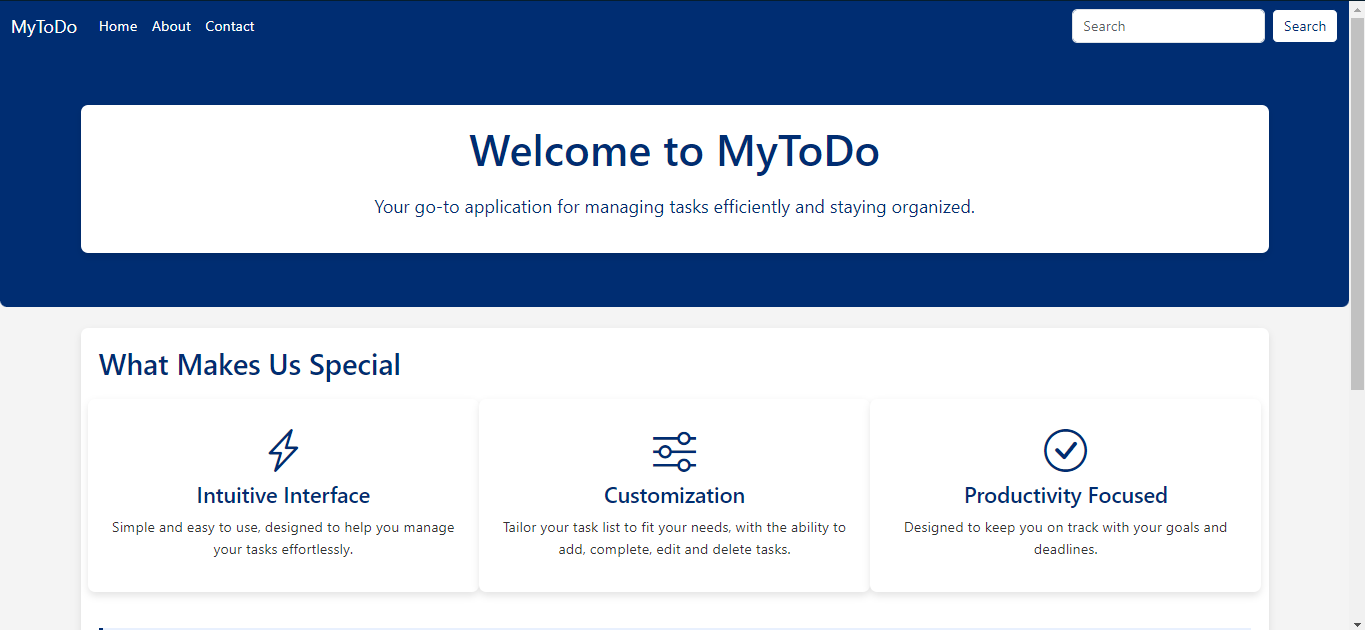 MyToDo Home About Contact Search Search
Welcome to MyToDo
Your go-to application for managing tasks efficiently and staying organized.
What Makes Us Special
Intuitive Interface
Simple and easy to use, designed to help you manage
your tasks effortlessly.
Customization
Tailor your task list to fit your needs, with the ability to
add, complete, edit and delete tasks.
Productivity Focused
Designed to keep you on track with your goals and
deadlines.